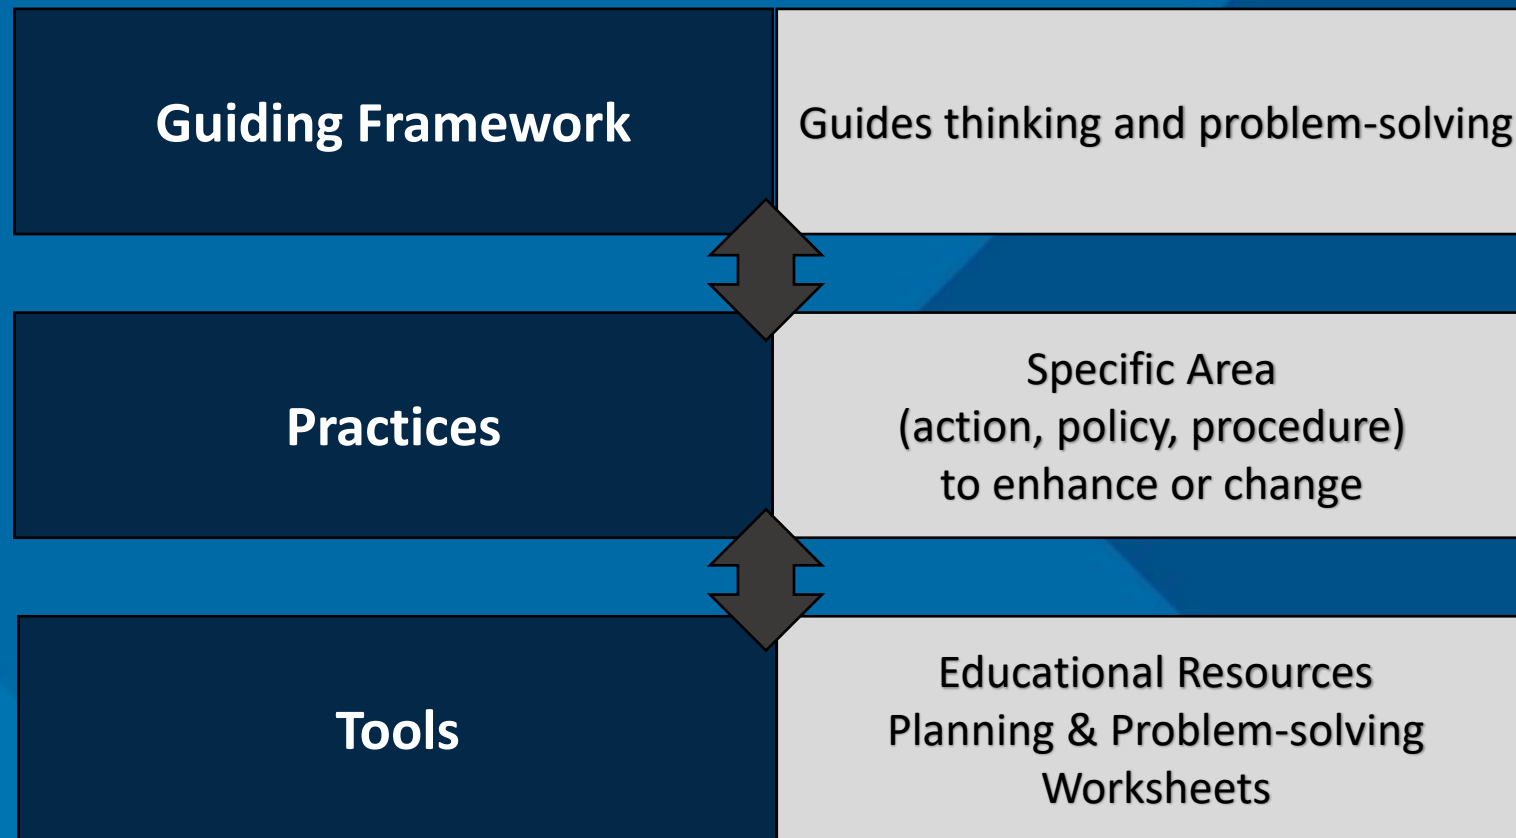 Guiding Framework
Guides thinking and problem-solving
Practices
Specific Area
(action, policy, procedure)
to enhance or change
Tools
Educational Resources
Planning & Problem-solving
Worksheets